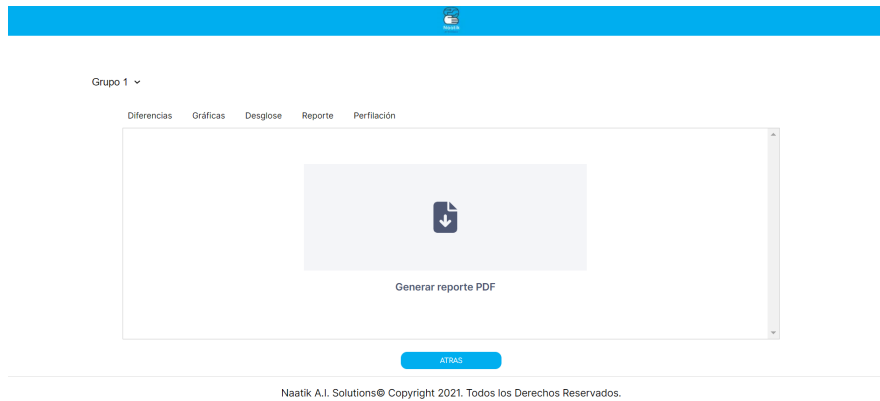 Naatik
Grupo 1
Diferencias Gráficas Desglose Reporte Perfilación
Generar reporte PDF
ATRAS
Naatik A.I. Solutions© Copyright 2021. Todos los Derechos Reservados.